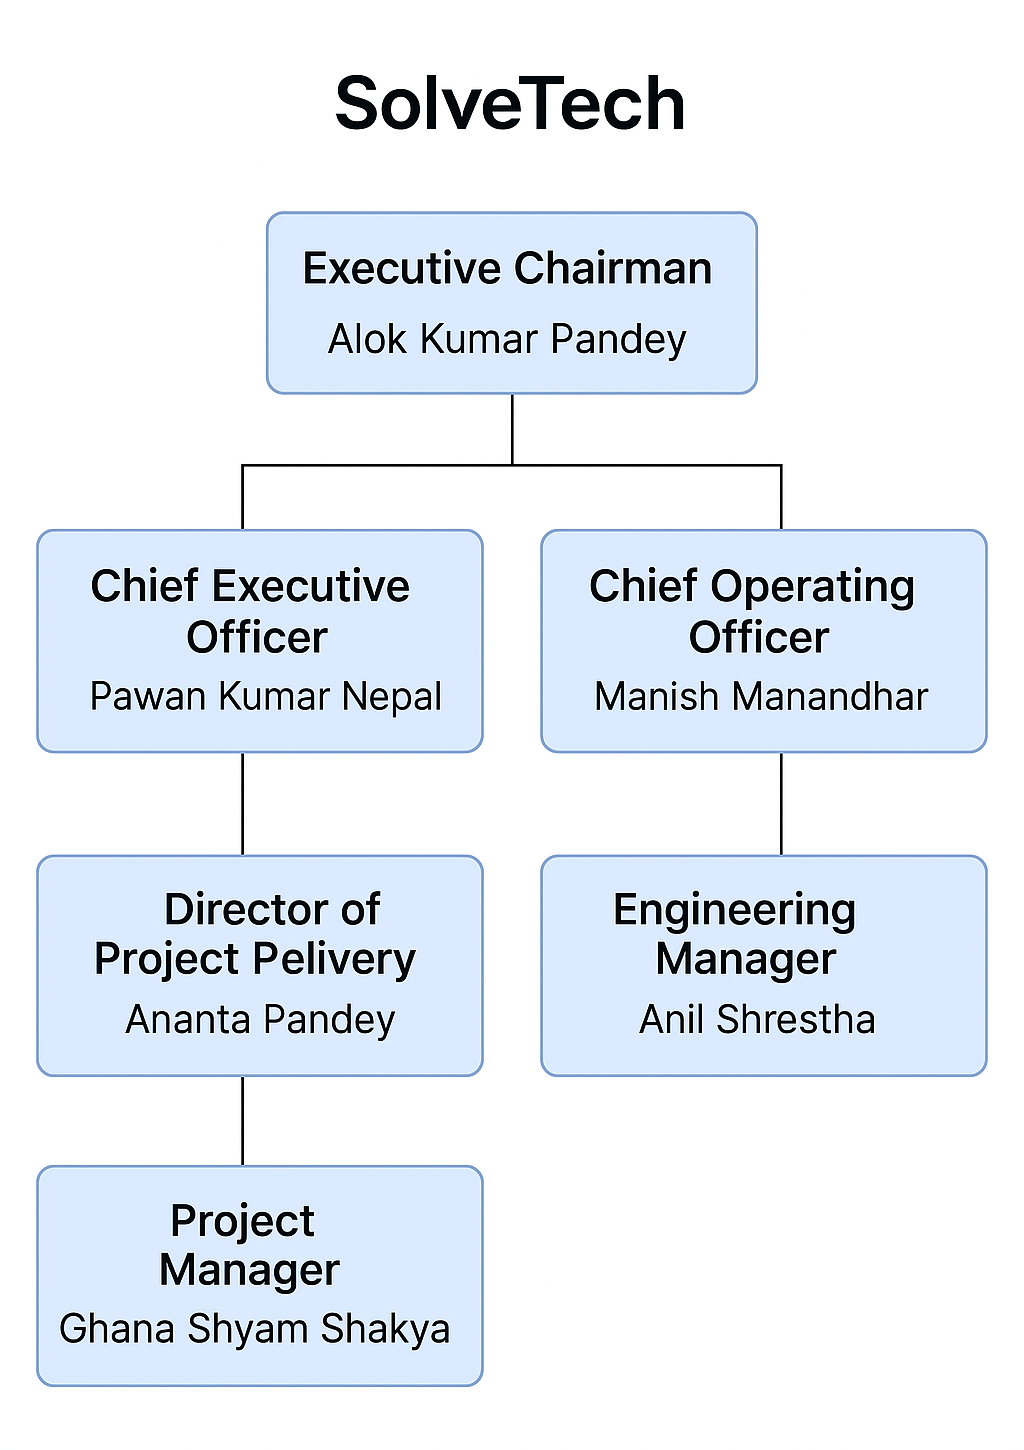 SolveTech
Executive Chairman
Alok Kumar Pandey
Chief Executive
Officer
Pawan Kumar Nepal
Chief Operating
Officer
Manish Manandhar
Director of
Project Pelivery
Ananta Pandey
Engineering
Manager
Anil Shrestha
Project
Manager
Ghana Shyam Shakya